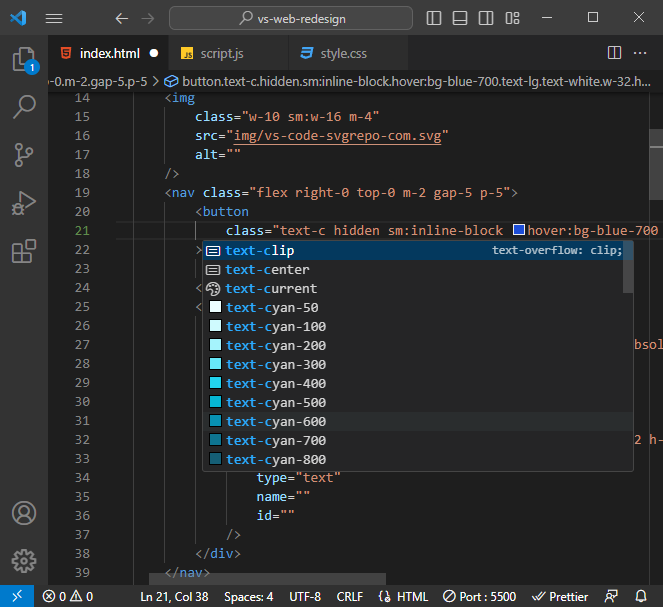 vs-web-redesign
index.html
JS script.js
style.css
1
-0.m-2.gap-5.p-5 > button.text-c.hidden.sm:inline-block.hover:bg-blue-700.text-lg.text-white.w-32.h...
14 <img
15 class="w-10 sm:w-16 m-4"
16 src="img/vs-code-svgrepo-com.svg"
17 alt=""
18 />
19 <nav class="flex right-0 top-0 m-2 gap-5 p-5">
20 <button
21 class="text-c hidden sm:inline-block hover:bg-blue-700
22 > text-clip text-overflow: clip;
23 text-center
24 < text-current
25 < text-cyan-50
26 text-cyan-100
27 text-cyan-200 bsol
28 text-cyan-300
29 text-cyan-400
30 text-cyan-500
31 text-cyan-600
32 text-cyan-700 2 h-
33 text-cyan-800
34 type="text"
35 name=""
36 id=""
37 />
38 </div>
39 </nav>
0 0 Ln 21, Col 38 Spaces: 4 UTF-8 CRLF {} HTML Port : 5500 Prettier